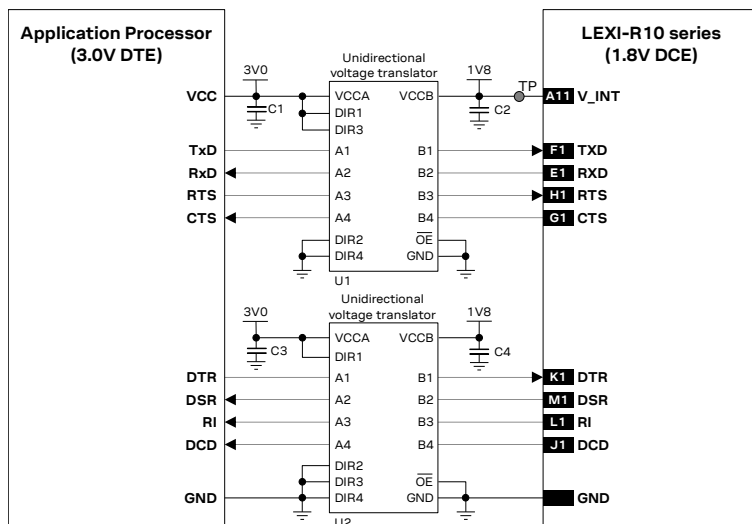 Application Processor
(3.0V DTE)
LEXI-R10 series
(1.8V DCE)
Unidirectional
voltage translator
3V0
1V8
TP
VCC
C1
VCCA
VCCB
C2
A11
V_INT
DIR1
DIR3
TxD
A1
B1
F1
TXD
RxD
A2
B2
E1
RXD
RTS
A3
B3
H1
RTS
CTS
A4
B4
G1
CTS
DIR2
OE
DIR4
GND
U1
Unidirectional
voltage translator
3V0
1V8
VCCA
VCCB
C3
C4
DIR1
DTR
A1
B1
K1
DTR
DSR
A2
B2
M1
DSR
RI
A3
B3
L1
RI
DCD
A4
B4
J1
DCD
DIR2
DIR3
OE
GND
DIR4
GND
GND
U2